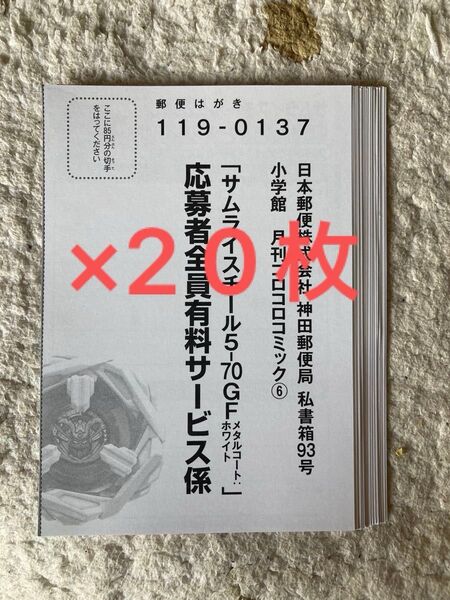 郵便はがき
119-0137
ここに85円分の切手
をはってください
日本郵便株式会社 神田郵便局 私書箱93号
小学館 月刊コロコロコミック⑥
「サムライスチール5-70GFメタルコート:ホワイト」
応募者全員有料サービス係
×20枚